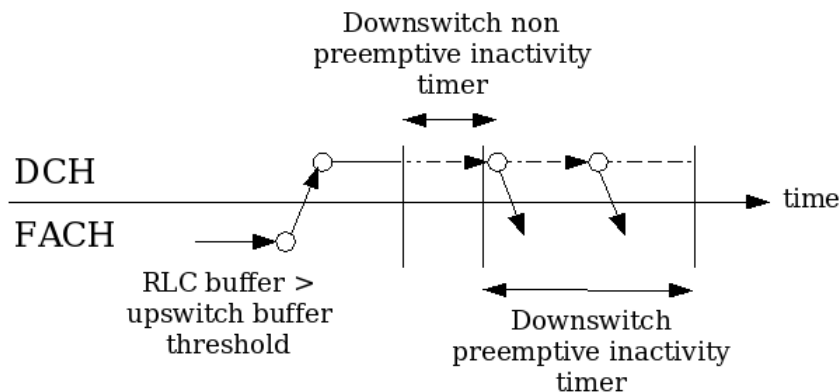 Downswitch non
preemptive inactivity
timer
DCH
time
FACH
RLC buffer >
upswitch buffer
threshold
Downswitch
preemptive inactivity
timer